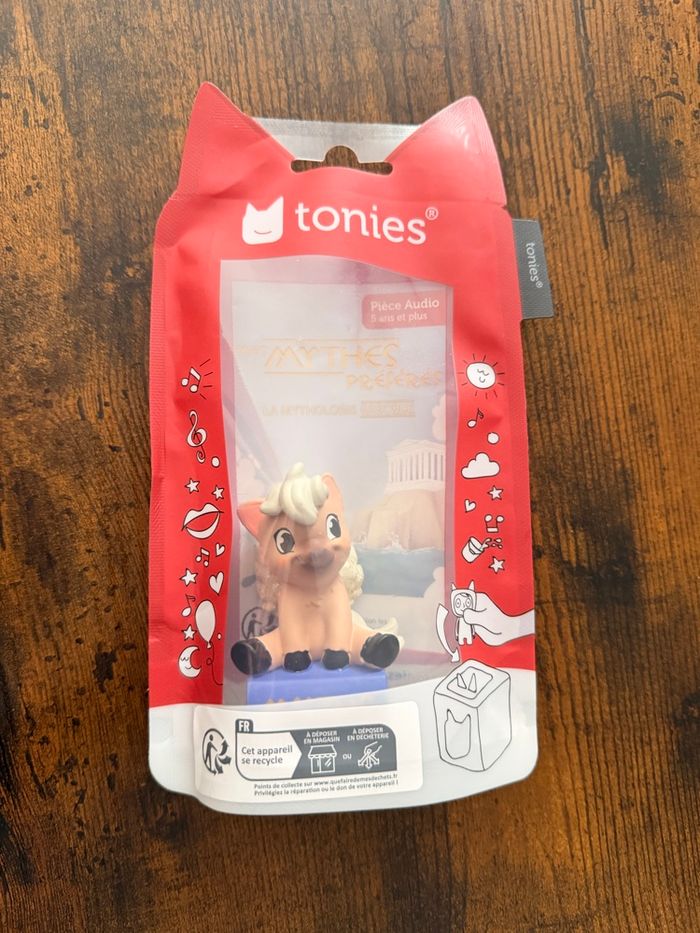 tonies®
tonies®
Pièce Audio
5 ans et plus
MYTHES
PRÉFÉRÉS
LA MYTHOLOGIE
FR
Cet appareil
se recycle
À DÉPOSER
EN MAGASIN
OU
À DÉPOSER
EN DÉCHÈTERIE
Points de collecte sur www.quefairedemesdechets.fr
Privilégiez la réparation ou le don de votre appareil !